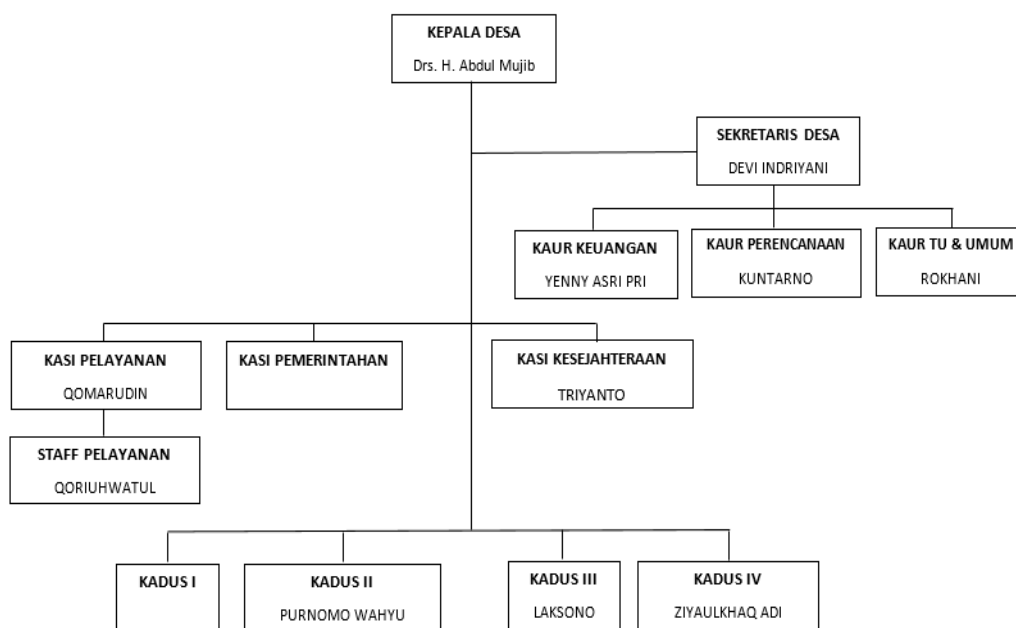 KEPALA DESA
Drs. H. Abdul Mujib
SEKRETARIS DESA
DEVI INDRIYANI
KAUR KEUANGAN
YENNY ASRI PRI
KAUR PERENCANAAN
KUNTARNO
KAUR TU & UMUM
ROKHANI
KASI PELAYANAN
QOMARUDIN
KASI PEMERINTAHAN
KASI KESEJAHTERAAN
TRIYANTO
STAFF PELAYANAN
QORIUHWATUL
KADUS I
KADUS II
PURNOMO WAHYU
KADUS III
LAKSONO
KADUS IV
ZIYAULKHAQ ADI